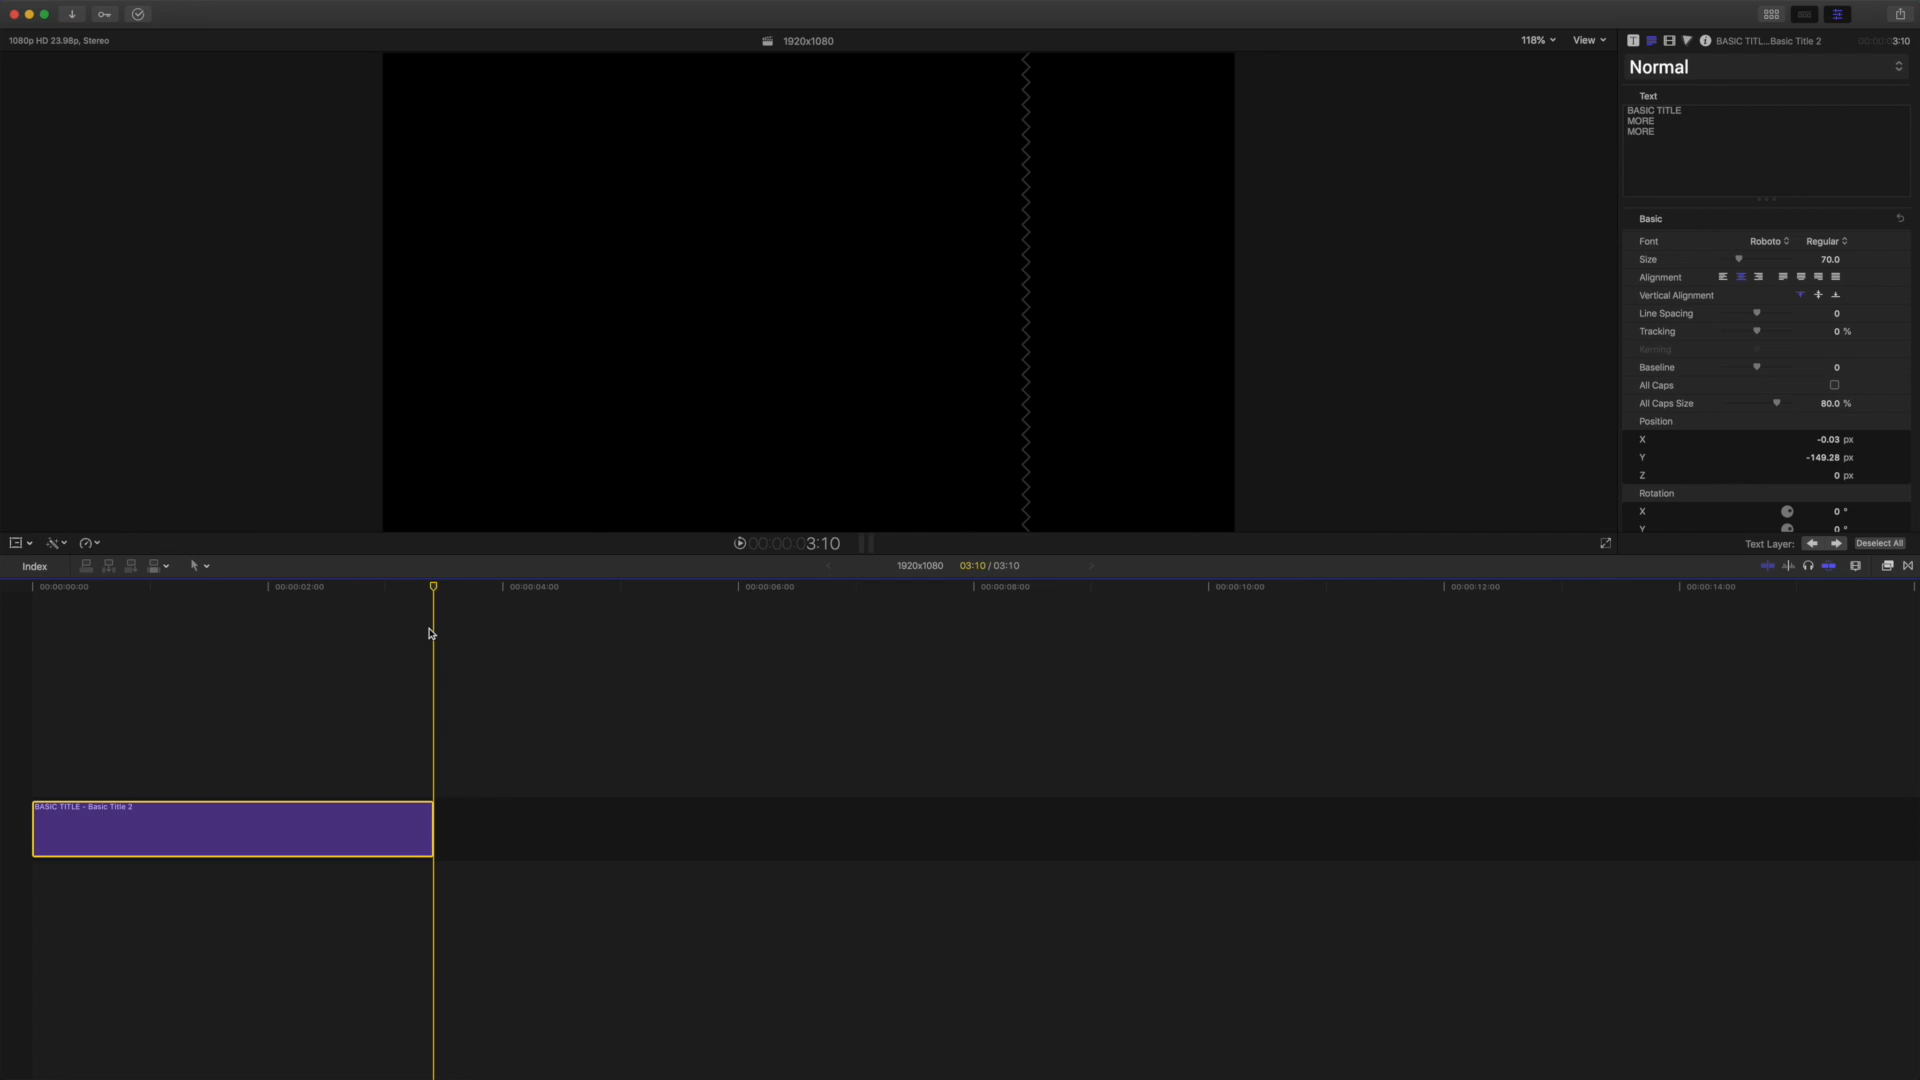 1080p HD 23.98p, Stereo
1920x1080
118%
View
BASIC TITL...Basic Title 2
00:00:03:10
Normal
Text
BASIC TITLE
MORE
MORE
Basic
Font
Roboto
Regular
Size
70.0
Alignment
Vertical Alignment
Line Spacing
0
Tracking
0 %
Kerning
Baseline
0
All Caps
All Caps Size
80.0 %
Position
X
-0.03 px
Y
-149.28 px
Z
0 px
Rotation
X
0 °
Y
0 °
00:00:03:10
Text Layer:
Deselect All
Index
1920x1080
03:10 / 03:10
00:00:00:00
00:00:02:00
00:00:04:00
00:00:06:00
00:00:08:00
00:00:10:00
00:00:12:00
00:00:14:00
BASIC TITLE - Basic Title 2